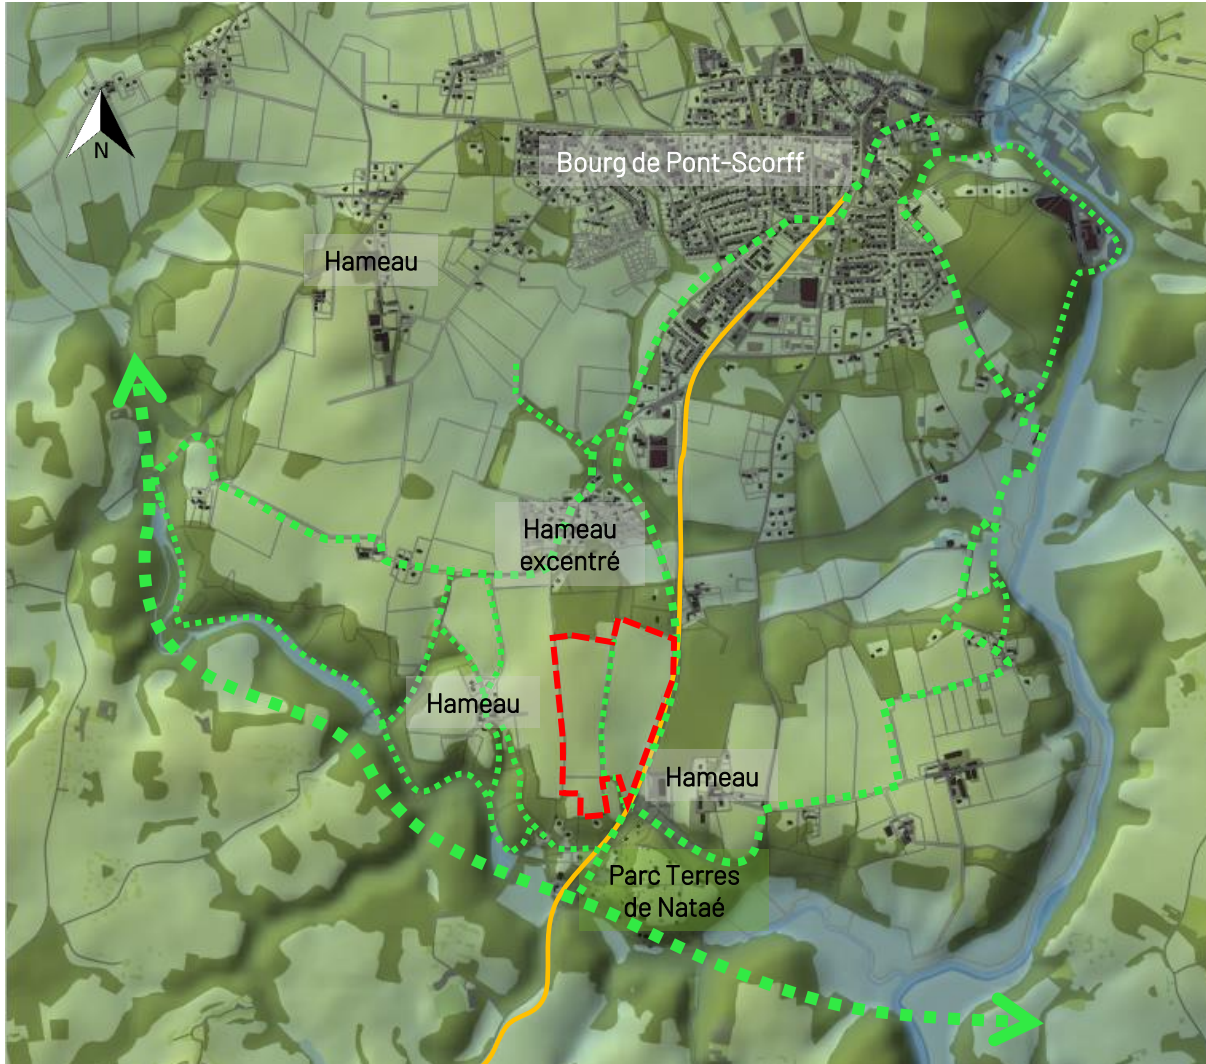 N
Bourg de Pont-Scorff
Hameau
Hameau
excentré
Hameau
Hameau
Parc Terres
de Nataé